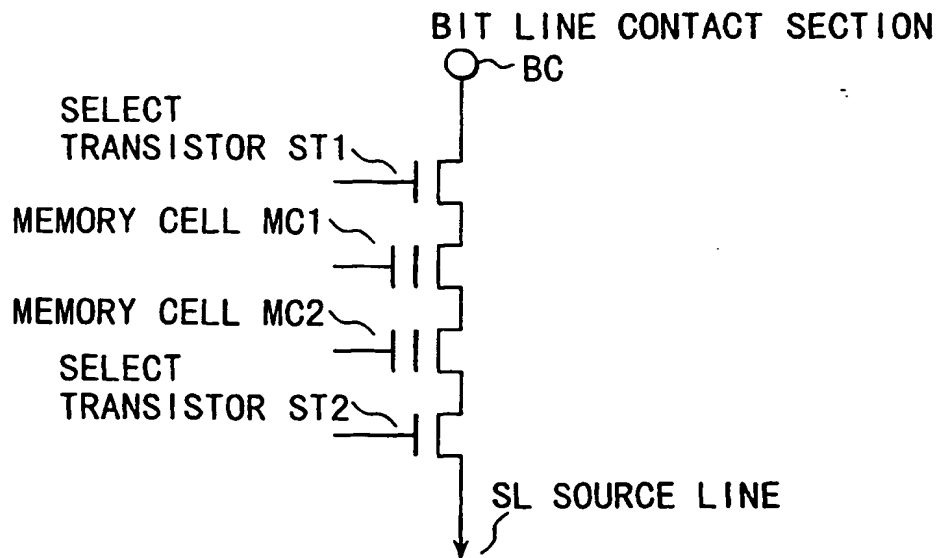 BIT LINE CONTACT SECTION
BC
SELECT
TRANSISTOR ST1
MEMORY CELL MC1
MEMORY CELL MC2
SELECT
TRANSISTOR ST2
SL SOURCE LINE